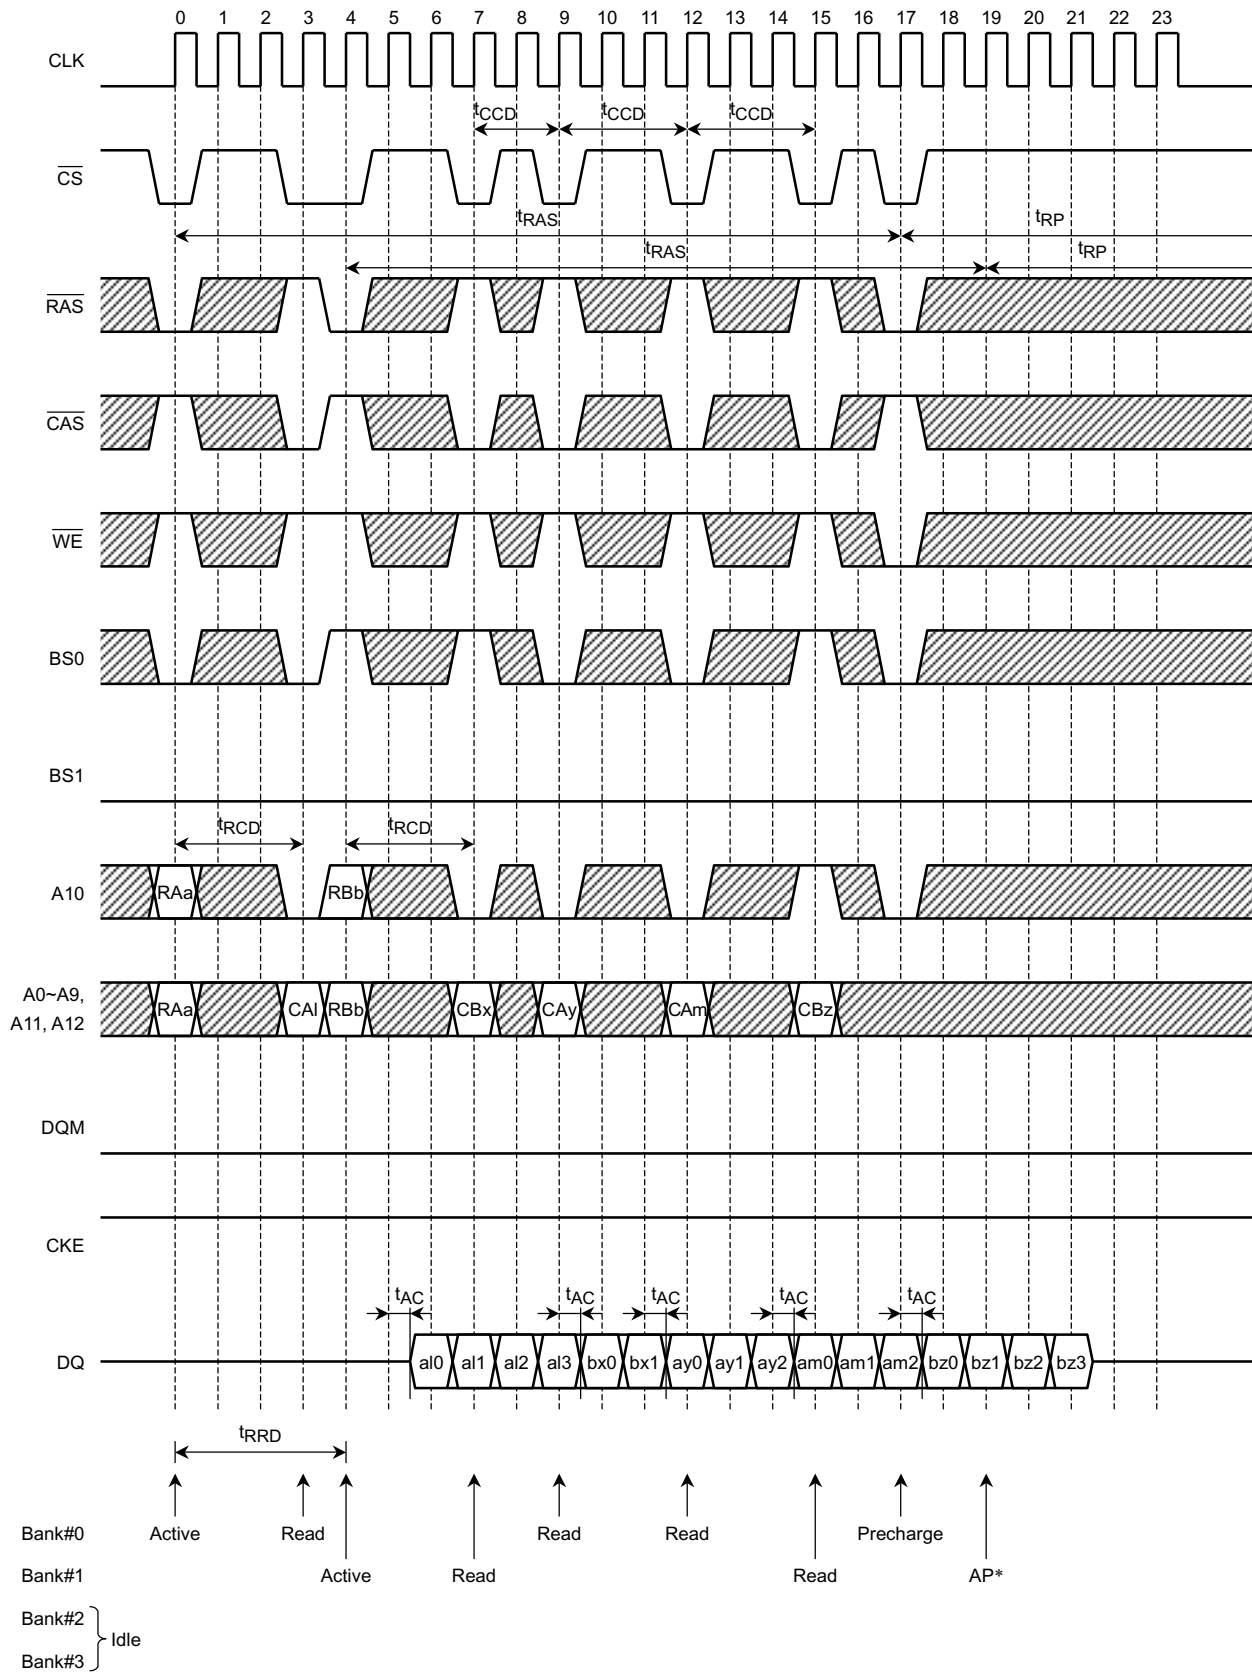 0 1 2 3 4 5 6 7 8 9 10 11 12 13 14 15 16 17 18 19 20 21 22 23
CLK
tCCD tCCD tCCD
CS
tRAS tRP
tRAS tRP
RAS
CAS
WE
BS0
BS1
tRCD tRCD
A10 RAa RBb
A0~A9,
A11, A12
RAa CAl RBb CBx CAy CAm CBz
DQM
CKE
tAC tAC tAC tAC tAC
DQ al0 al1 al2 al3 bx0 bx1 ay0 ay1 ay2 am0 am1 am2 bz0 bz1 bz2 bz3
tRRD
Bank#0 Active Read Read Read Precharge
Bank#1 Active Read Read AP*
Bank#2
Idle
Bank#3